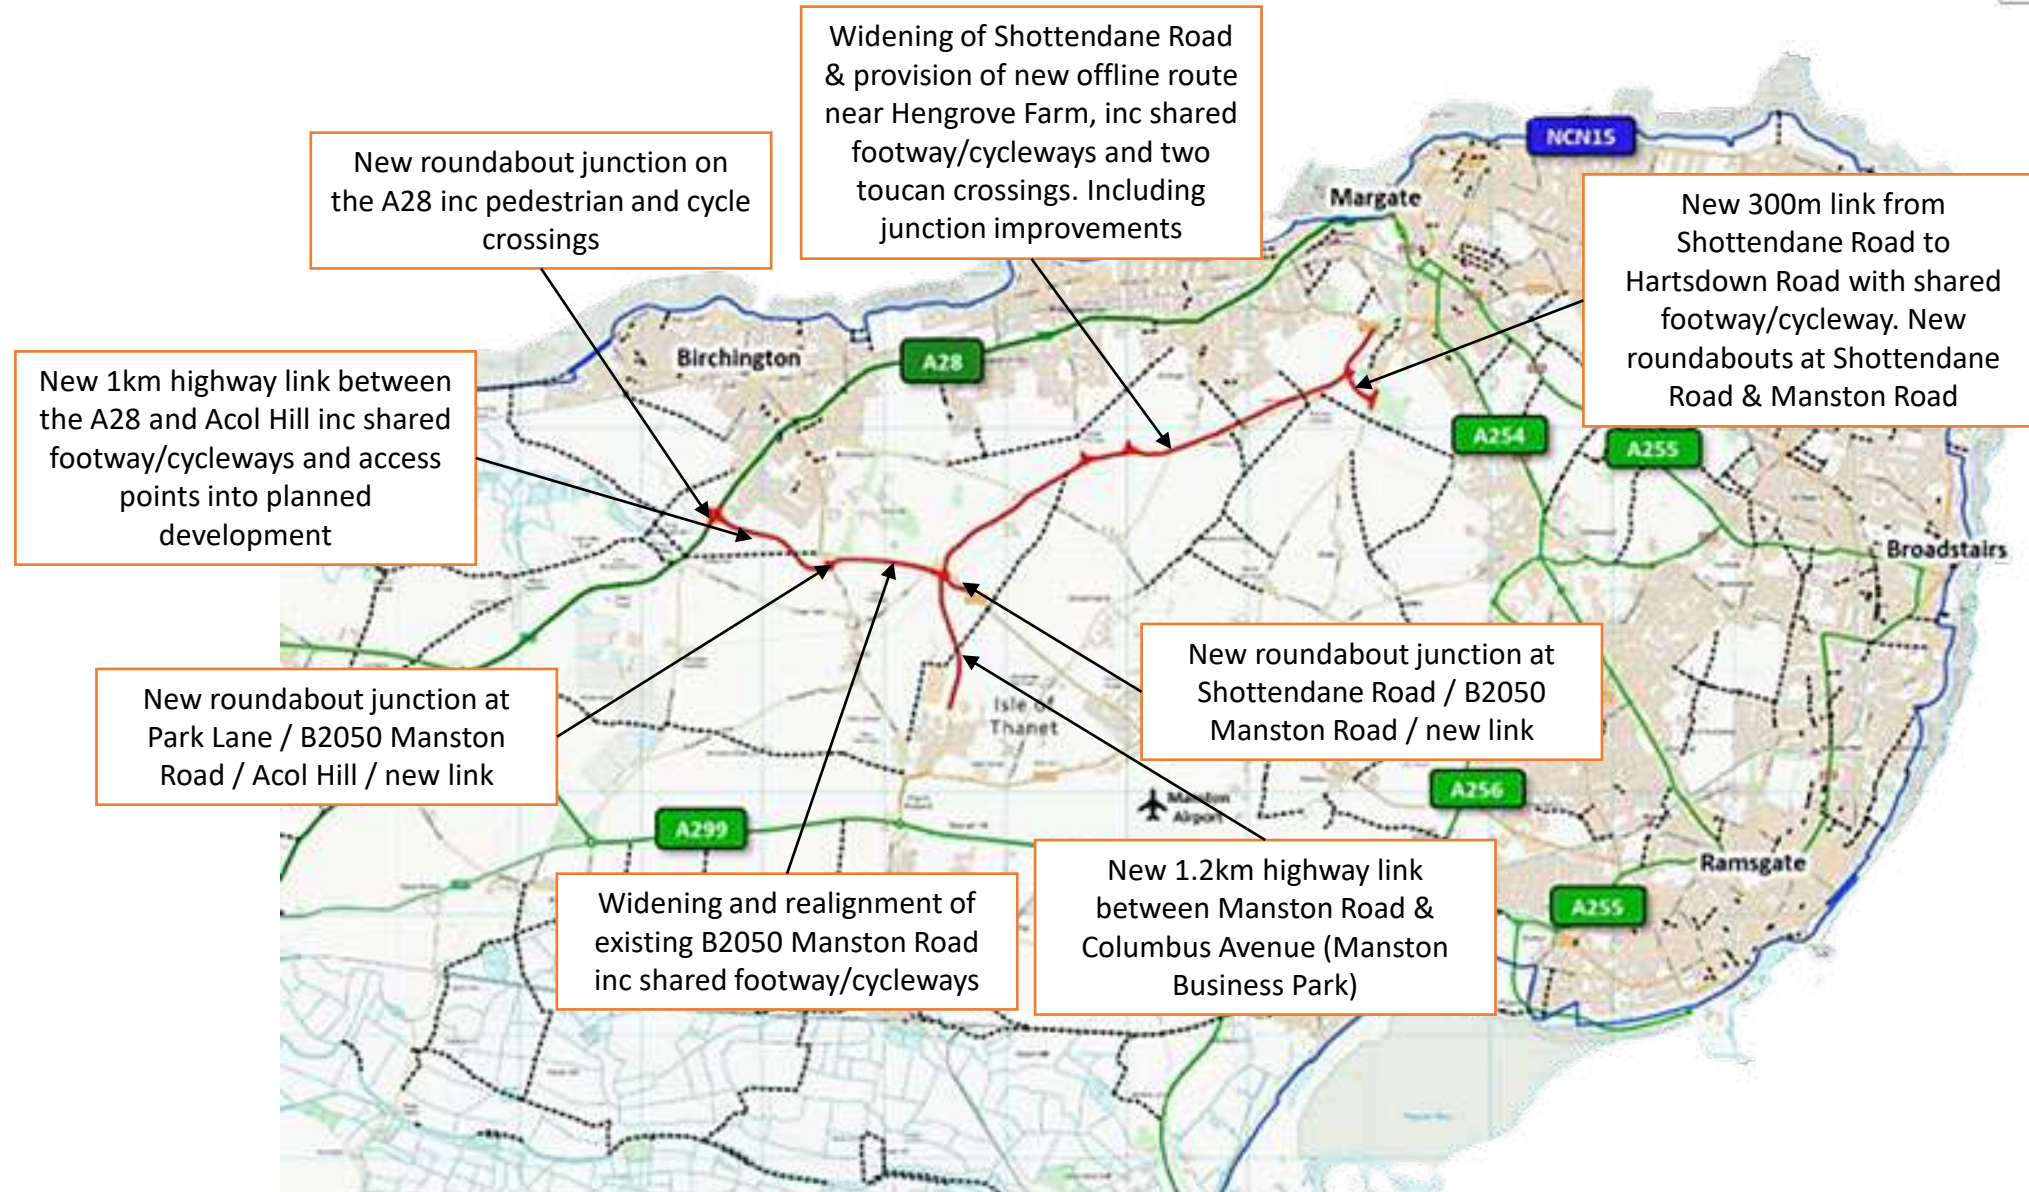 Widening of Shottendane Road
& provision of new offline route
near Hengrove Farm, inc shared
footway/cycleways and two
toucan crossings. Including
junction improvements
New roundabout junction on
the A28 inc pedestrian and cycle
crossings
NCN15
Margate
New 300m link from
Shottendane Road to
Hartsdown Road with shared
footway/cycleway. New
roundabouts at Shottendane
Road & Manston Road
Birchington
A28
New 1km highway link between
the A28 and Acol Hill inc shared
footway/cycleways and access
points into planned
development
A254
A255
Broadstairs
New roundabout junction at
Park Lane / B2050 Manston
Road / Acol Hill / new link
Isle of
Thanet
New roundabout junction at
Shottendane Road / B2050
Manston Road / new link
Manston
Airport
A256
A299
Ramsgate
A255
Widening and realignment of
existing B2050 Manston Road
inc shared footway/cycleways
New 1.2km highway link
between Manston Road &
Columbus Avenue (Manston
Business Park)